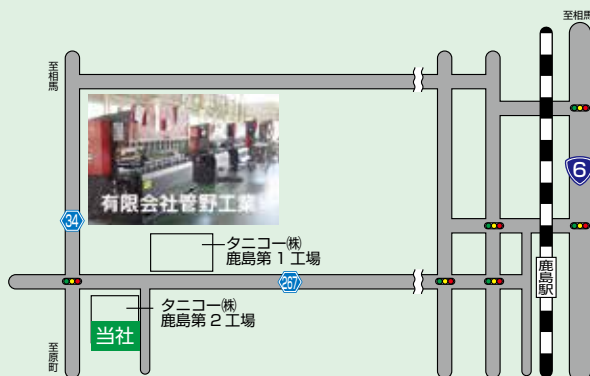 至相馬
至相馬
有限会社管野工業
34
6
タニコー㈱
鹿島第1工場
鹿島駅
267
タニコー㈱
鹿島第2工場
当社
至原町